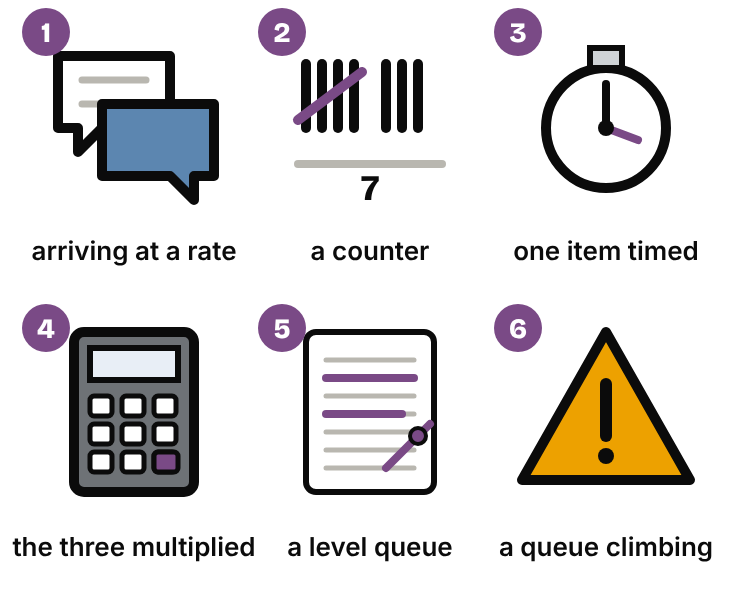 1
2
3
7
arriving at a rate
a counter
one item timed
4
5
6
the three multiplied
a level queue
a queue climbing